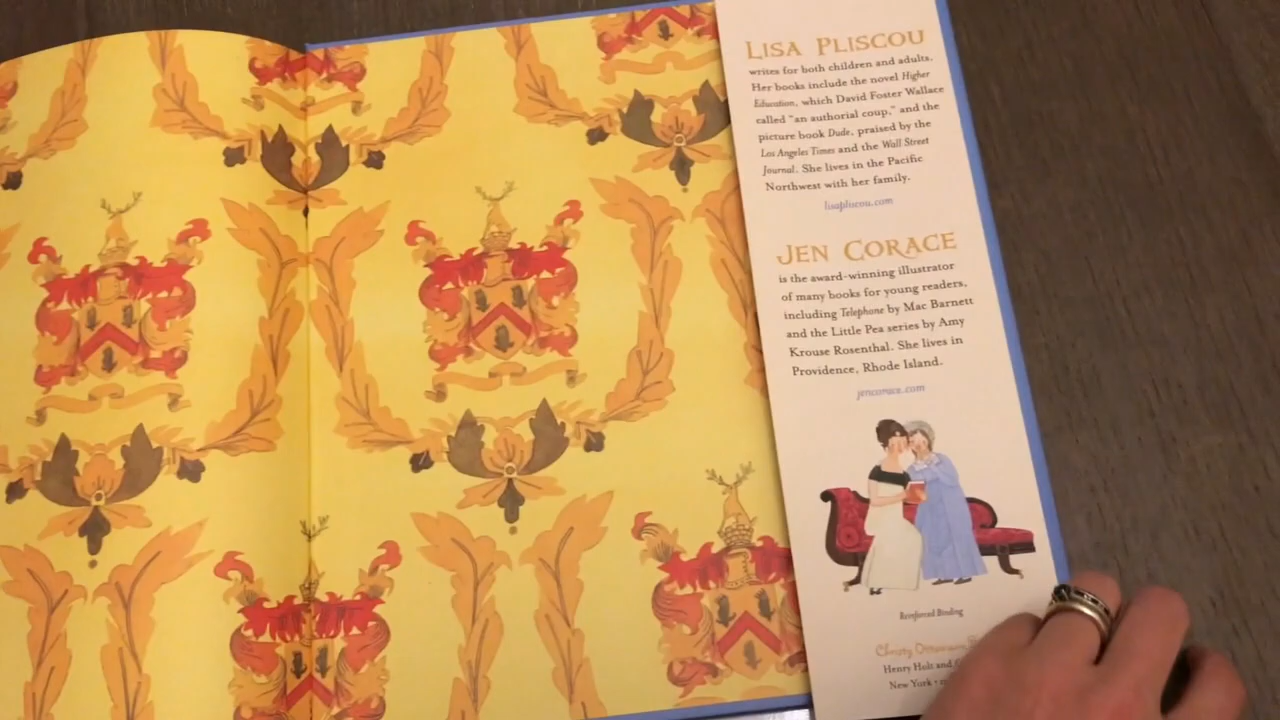 LISA PLISCOU
writes for both children and adults.
Her books include the novel Higher
Education, which David Foster Wallace
called "an authorial coup," and the
picture book Dude, praised by the
Los Angeles Times and the Wall Street
Journal. She lives in the Pacific
Northwest with her family.
lisapliscou.com
JEN CORACE
is the award-winning illustrator
of many books for young readers,
including Telephone by Mac Barnett
and the Little Pea series by Amy
Krouse Rosenthal. She lives in
Providence, Rhode Island.
jencorace.com
Reinforced Binding
Christy Ottaviano
Henry Holt and
New York